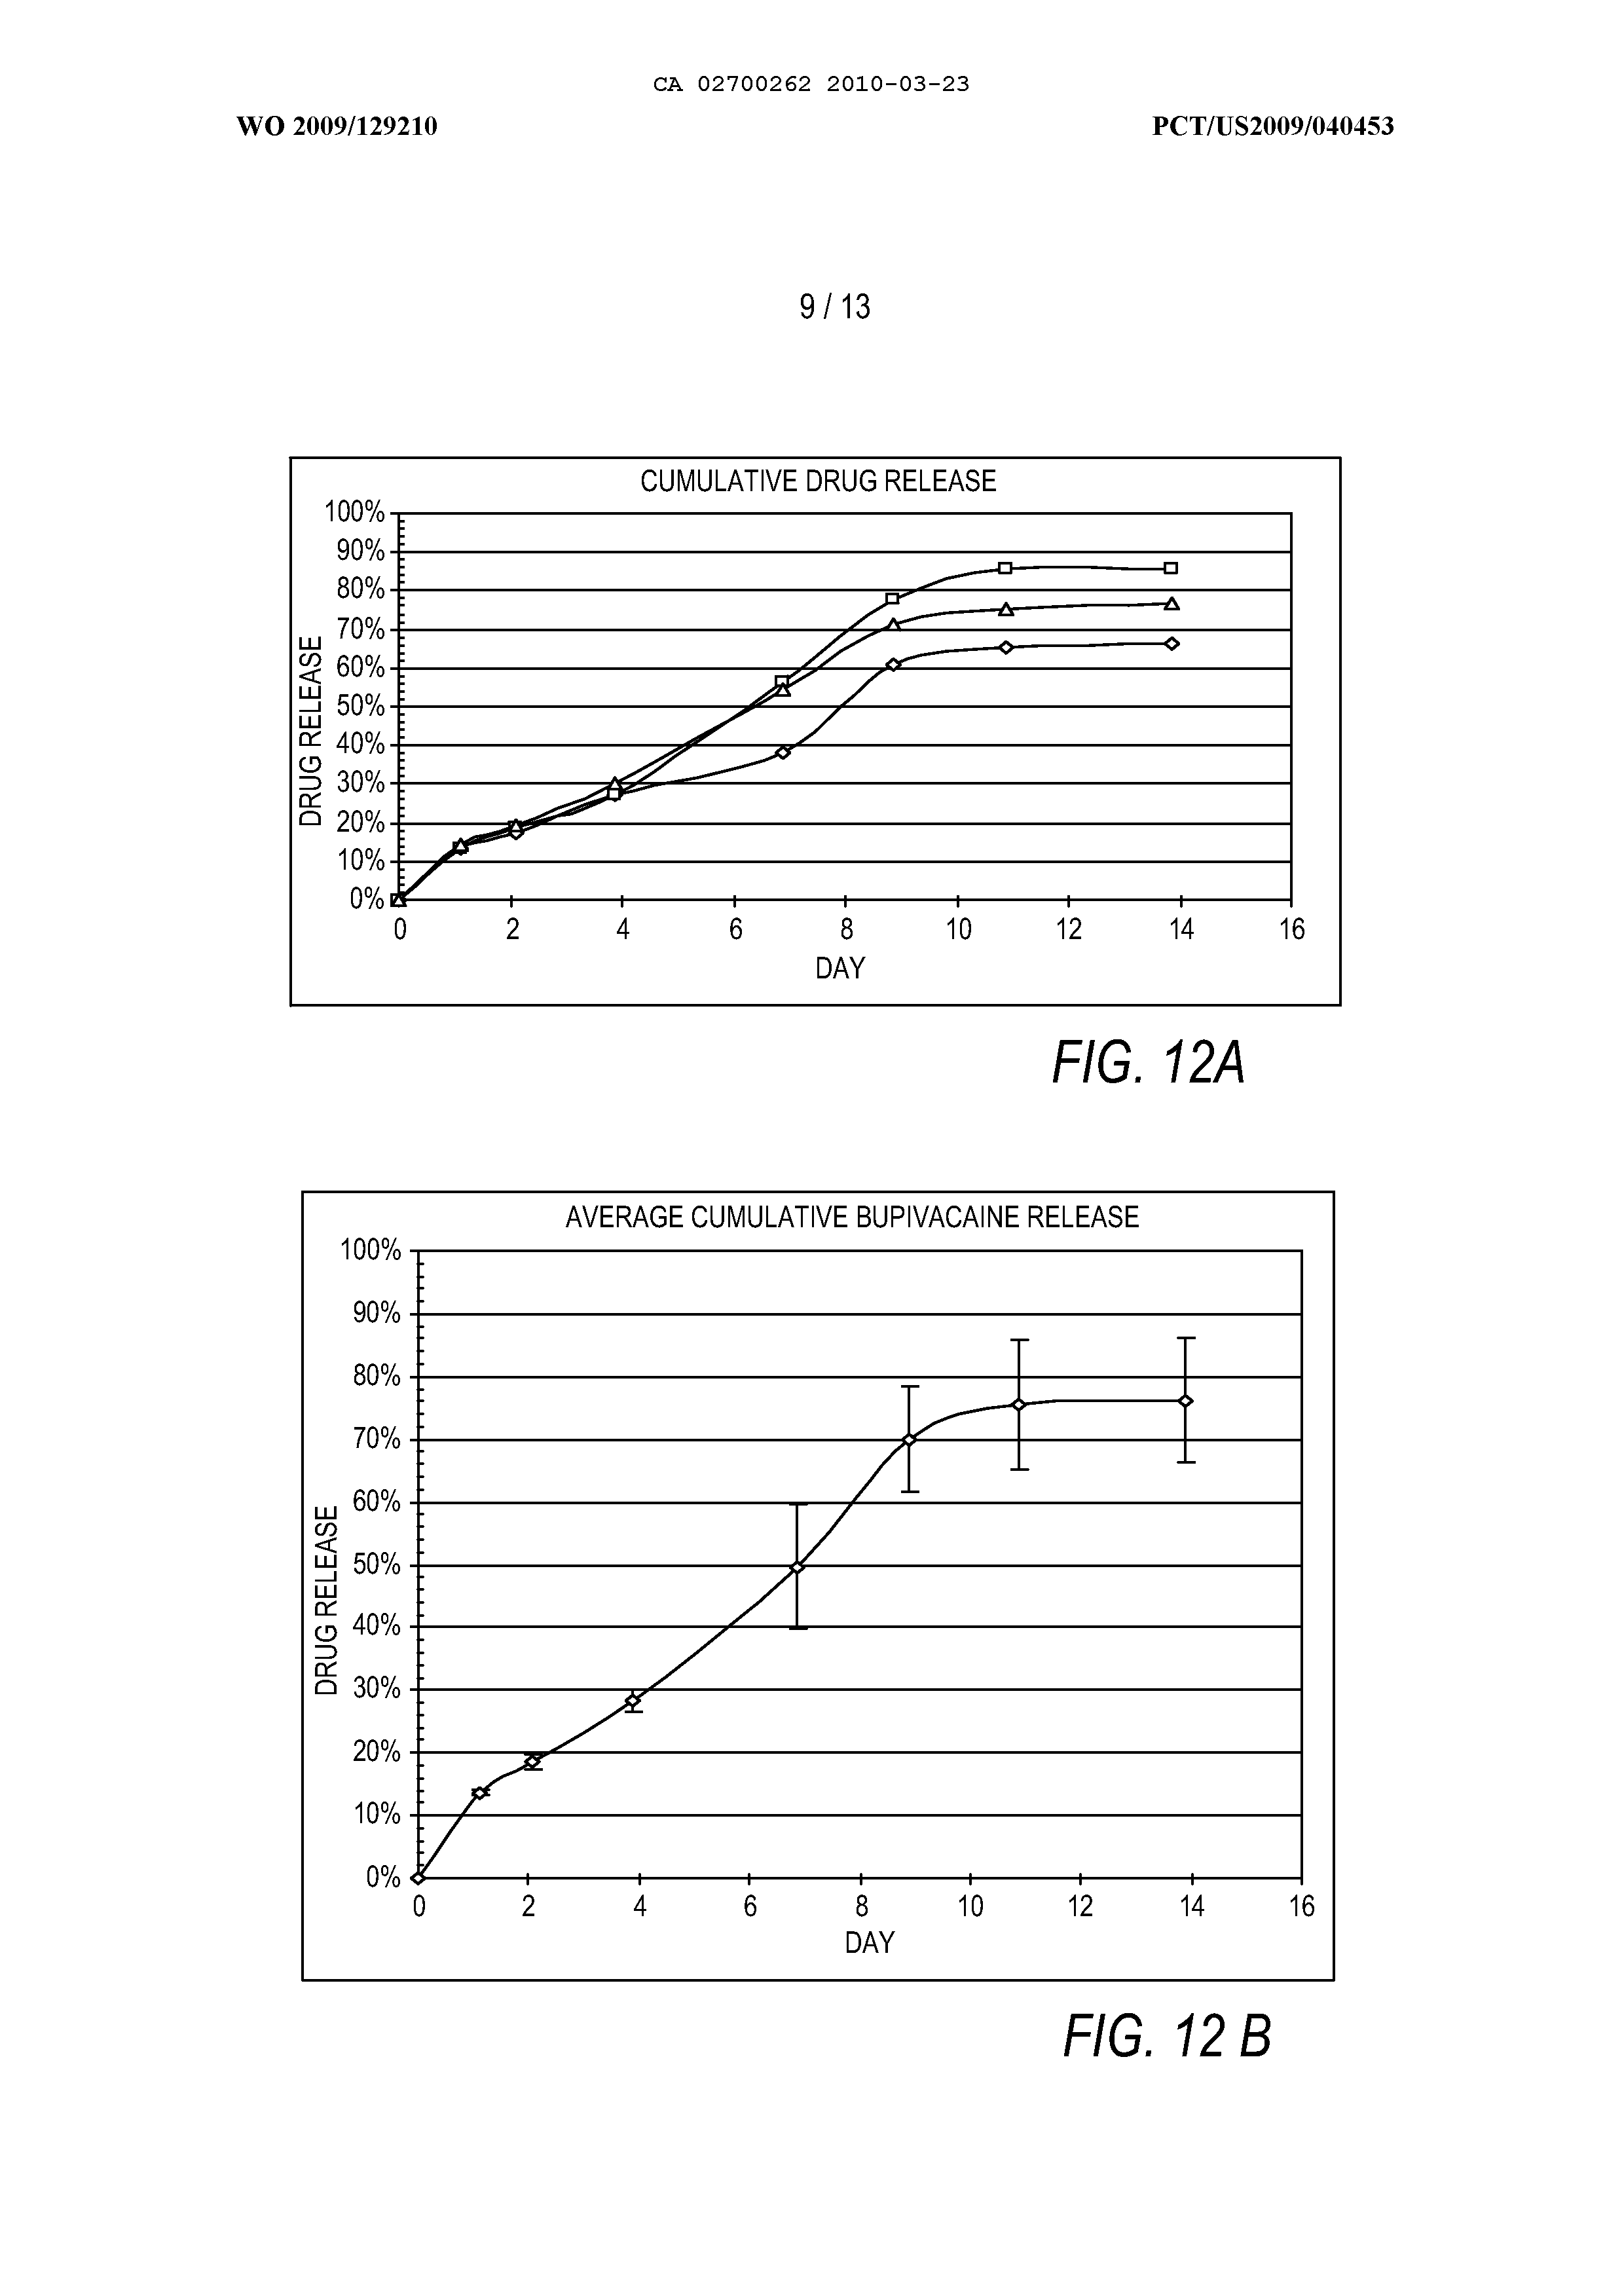 CA 02700262 2010-03-23
WO 2009/129210
PCT/US2009/040453
9 / 13
CUMULATIVE DRUG RELEASE
100%
90%
80%
70%
60%
50%
40%
30%
20%
10%
0%
DRUG RELEASE
0 2 4 6 8 10 12 14 16
DAY
FIG. 12A
AVERAGE CUMULATIVE BUPIVACAINE RELEASE
100%
90%
80%
70%
60%
50%
40%
30%
20%
10%
0%
DRUG RELEASE
0 2 4 6 8 10 12 14 16
DAY
FIG. 12 B